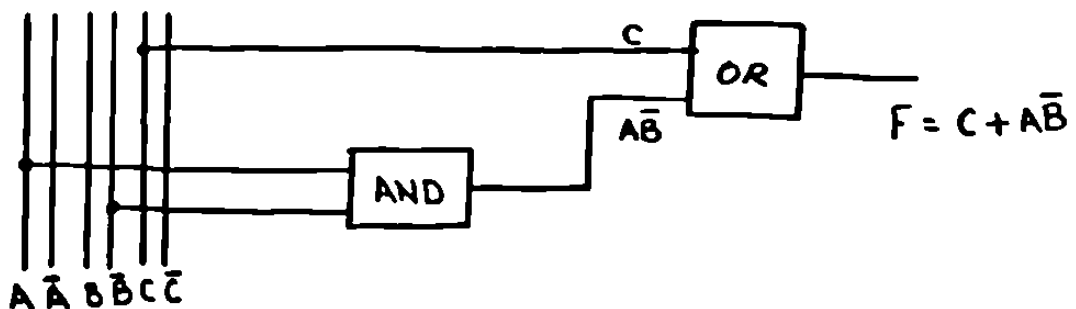 C
OR
AB̅
F = C + AB̅
AND
A A̅ B B̅ C C̅